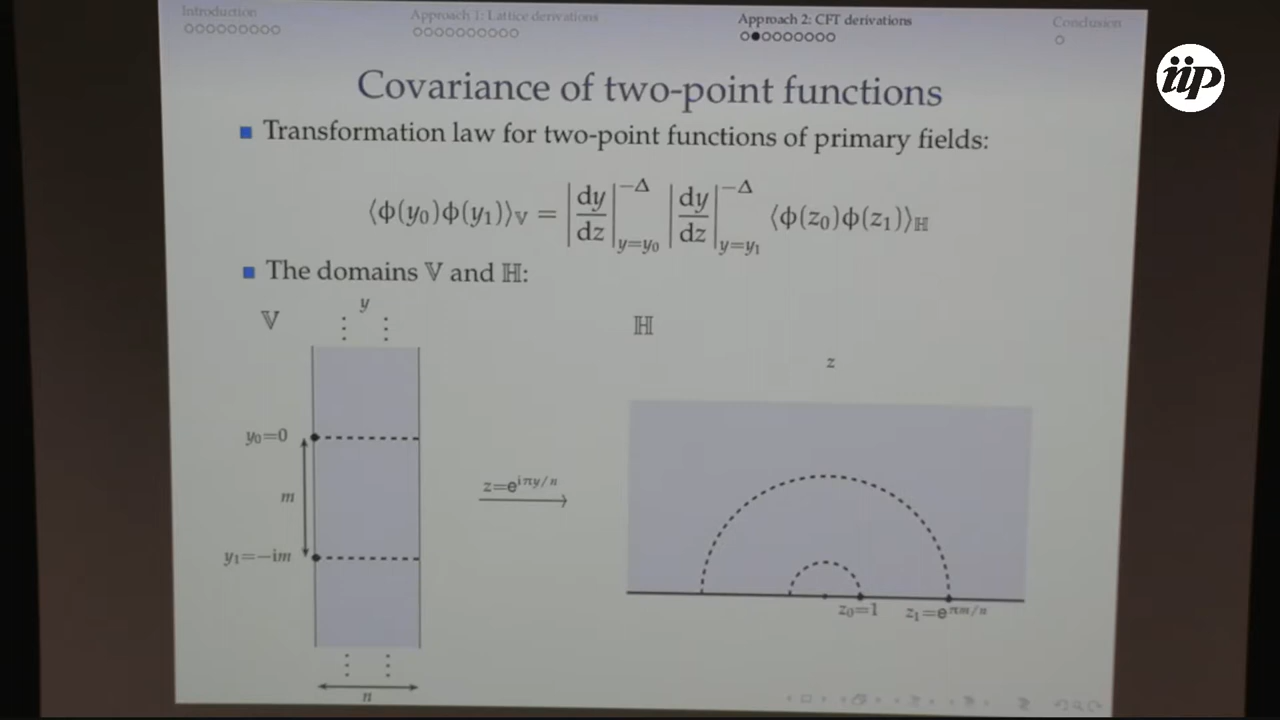 Introduction Approach 1: Lattice derivations Approach 2: CFT derivations Conclusion
iip
Covariance of two-point functions
Transformation law for two-point functions of primary fields:
⟨ϕ(y₀)ϕ(y₁)⟩𝕍 = |dy/dz|^{−Δ}_{y=y₀} |dy/dz|^{−Δ}_{y=y₁} ⟨ϕ(z₀)ϕ(z₁)⟩ℍ
The domains 𝕍 and ℍ:
𝕍 y ℍ
z
y₀=0
m
z=e^{iπy/n}
y₁=−im
z₀=1 z₁=e^{πm/n}
n